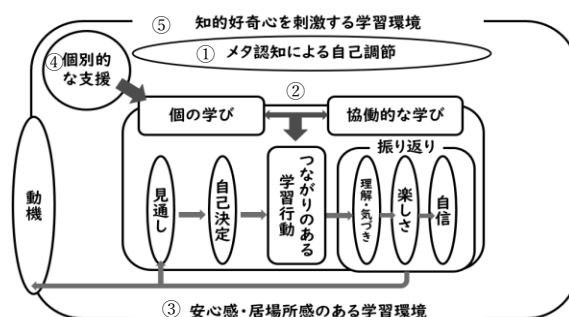 ⑤ 知的好奇心を刺激する学習環境
① メタ認知による自己調節
④個別的
な支援
②
個の学び
協働的な学び
振り返り
動機
見通し
自己決定
つながりのある
学習行動
理解・気づき
楽しさ
自信
③ 安心感・居場所感のある学習環境